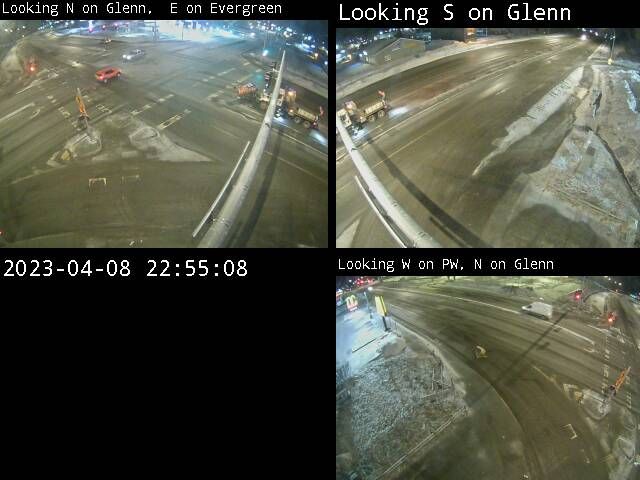 Looking N on Glenn, E on Evergreen
Looking S on Glenn
2023-04-08 22:55:08
Looking W on PW, N on Glenn